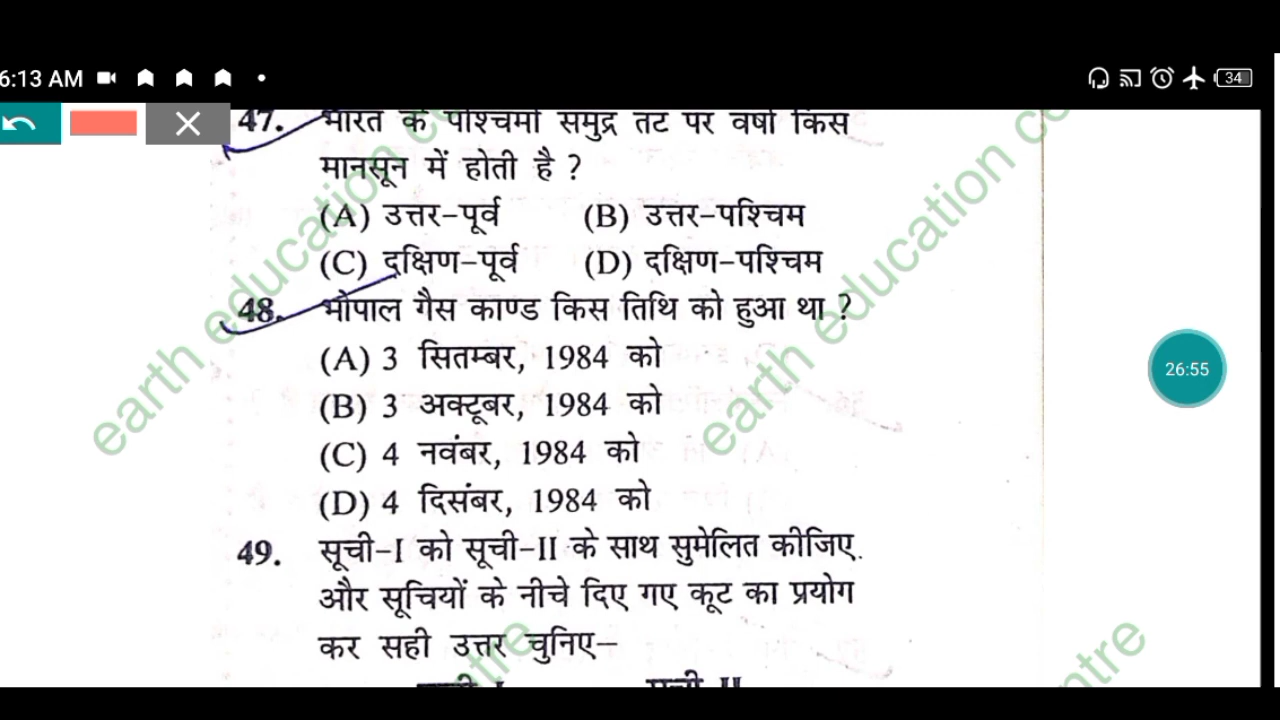 6:13 AM
34
47. भारत के पश्चिमी समुद्र तट पर वर्षा किस
मानसून में होती है ?
(A) उत्तर-पूर्व (B) उत्तर-पश्चिम
(C) दक्षिण-पूर्व (D) दक्षिण-पश्चिम
48. भोपाल गैस काण्ड किस तिथि को हुआ था ?
(A) 3 सितम्बर, 1984 को
(B) 3 अक्टूबर, 1984 को
(C) 4 नवंबर, 1984 को
(D) 4 दिसंबर, 1984 को
26:55
49. सूची-I को सूची-II के साथ सुमेलित कीजिए
और सूचियों के नीचे दिए गए कूट का प्रयोग
कर सही उत्तर चुनिए–
earth education c
earth education c
tre
ntre